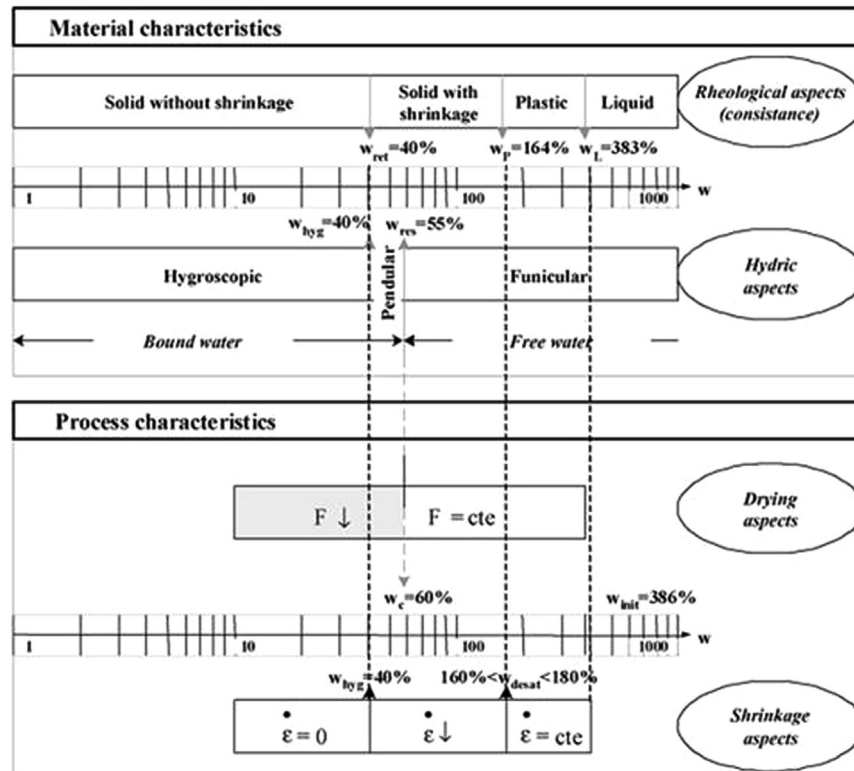 Material characteristics
Solid without shrinkage
Solid with
shrinkage
Plastic
Liquid
Rheological aspects
(consistance)
w_ret=40%
w_P=164%
w_L=383%
1
10
100
1000
w
w_hyg=40%
w_res=55%
Hygroscopic
Pendular
Funicular
Hydric
aspects
Bound water
Free water
Process characteristics
F ↓
F = cte
Drying
aspects
w_c=60%
w_init=386%
1
10
100
1000
w
w_hyg=40%
160%<w_desat<180%
ε̇ = 0
ε̇ ↓
ε̇ = cte
Shrinkage
aspects